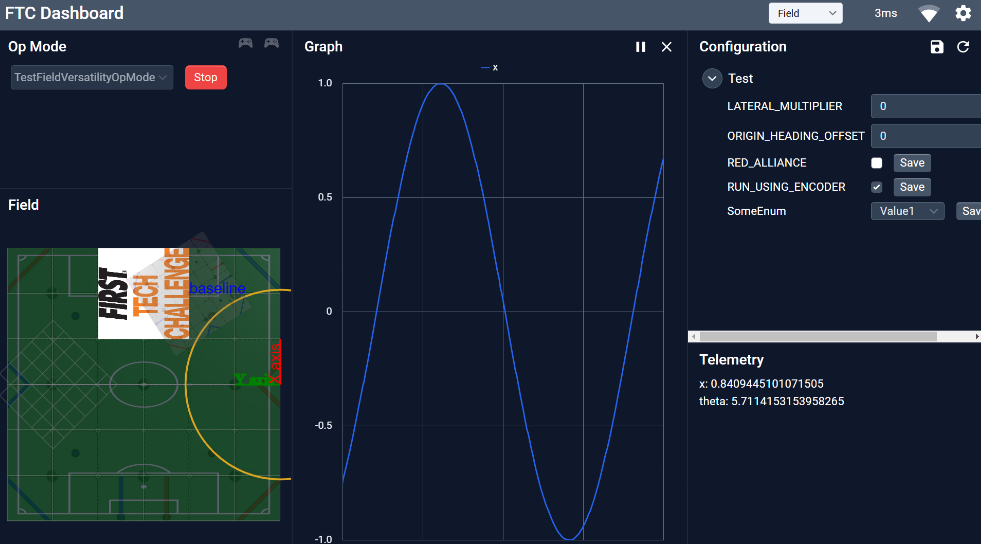 FTC Dashboard
Field
3ms
Op Mode
TestFieldVersatilityOpMode
Stop
Field
FIRST
TECH
CHALLENGE
baseline
Y axis
X axis
Graph
x
1.0
0.5
0
-0.5
-1.0
Configuration
Test
LATERAL_MULTIPLIER
0
ORIGIN_HEADING_OFFSET
0
RED_ALLIANCE
Save
RUN_USING_ENCODER
Save
SomeEnum
Value1
Sav
Telemetry
x: 0.8409445101071505
theta: 5.7114153153958265